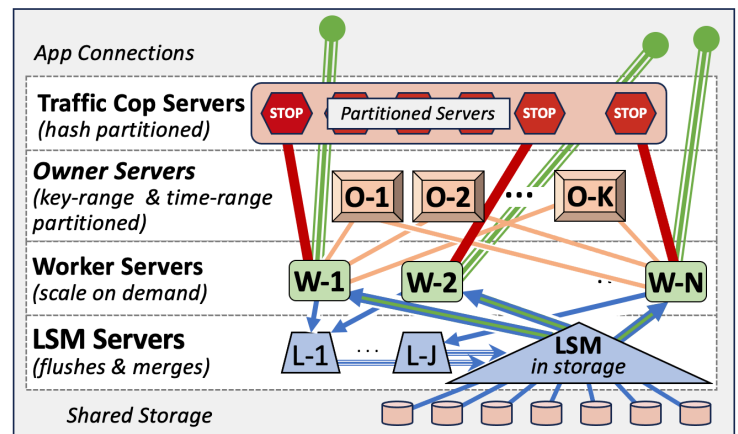 App Connections
Traffic Cop Servers
(hash partitioned)
STOP
Partitioned Servers
STOP
STOP
Owner Servers
(key-range & time-range
partitioned)
O-1
O-2
...
O-K
Worker Servers
(scale on demand)
W-1
W-2
..
W-N
LSM Servers
(flushes & merges)
L-1
...
L-J
LSM
in storage
Shared Storage